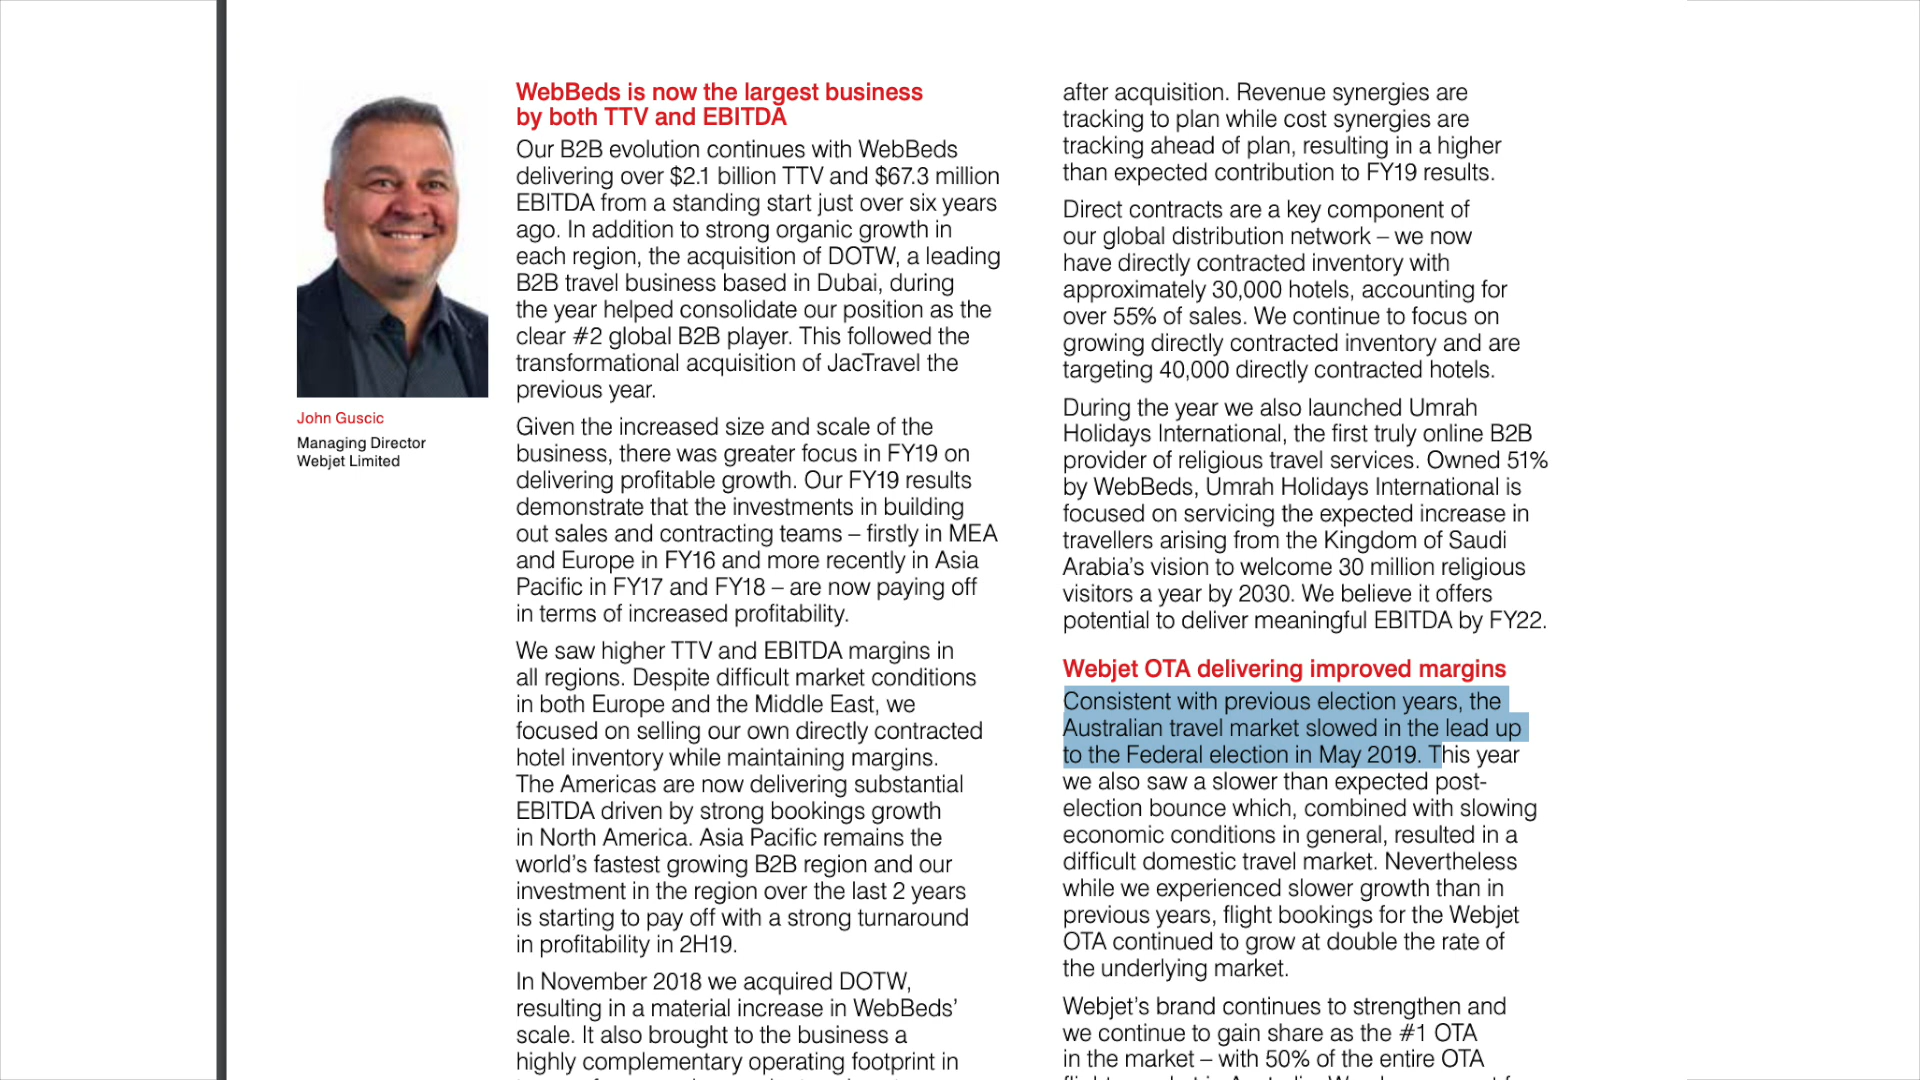 John Guscic
Managing Director
Webjet Limited
WebBeds is now the largest business
by both TTV and EBITDA
Our B2B evolution continues with WebBeds
delivering over $2.1 billion TTV and $67.3 million
EBITDA from a standing start just over six years
ago. In addition to strong organic growth in
each region, the acquisition of DOTW, a leading
B2B travel business based in Dubai, during
the year helped consolidate our position as the
clear #2 global B2B player. This followed the
transformational acquisition of JacTravel the
previous year.
Given the increased size and scale of the
business, there was greater focus in FY19 on
delivering profitable growth. Our FY19 results
demonstrate that the investments in building
out sales and contracting teams – firstly in MEA
and Europe in FY16 and more recently in Asia
Pacific in FY17 and FY18 – are now paying off
in terms of increased profitability.
We saw higher TTV and EBITDA margins in
all regions. Despite difficult market conditions
in both Europe and the Middle East, we
focused on selling our own directly contracted
hotel inventory while maintaining margins.
The Americas are now delivering substantial
EBITDA driven by strong bookings growth
in North America. Asia Pacific remains the
world's fastest growing B2B region and our
investment in the region over the last 2 years
is starting to pay off with a strong turnaround
in profitability in 2H19.
In November 2018 we acquired DOTW,
resulting in a material increase in WebBeds'
scale. It also brought to the business a
highly complementary operating footprint in
after acquisition. Revenue synergies are
tracking to plan while cost synergies are
tracking ahead of plan, resulting in a higher
than expected contribution to FY19 results.
Direct contracts are a key component of
our global distribution network – we now
have directly contracted inventory with
approximately 30,000 hotels, accounting for
over 55% of sales. We continue to focus on
growing directly contracted inventory and are
targeting 40,000 directly contracted hotels.
During the year we also launched Umrah
Holidays International, the first truly online B2B
provider of religious travel services. Owned 51%
by WebBeds, Umrah Holidays International is
focused on servicing the expected increase in
travellers arising from the Kingdom of Saudi
Arabia's vision to welcome 30 million religious
visitors a year by 2030. We believe it offers
potential to deliver meaningful EBITDA by FY22.
Webjet OTA delivering improved margins
Consistent with previous election years, the
Australian travel market slowed in the lead up
to the Federal election in May 2019. This year
we also saw a slower than expected post-
election bounce which, combined with slowing
economic conditions in general, resulted in a
difficult domestic travel market. Nevertheless
while we experienced slower growth than in
previous years, flight bookings for the Webjet
OTA continued to grow at double the rate of
the underlying market.
Webjet's brand continues to strengthen and
we continue to gain share as the #1 OTA
in the market – with 50% of the entire OTA